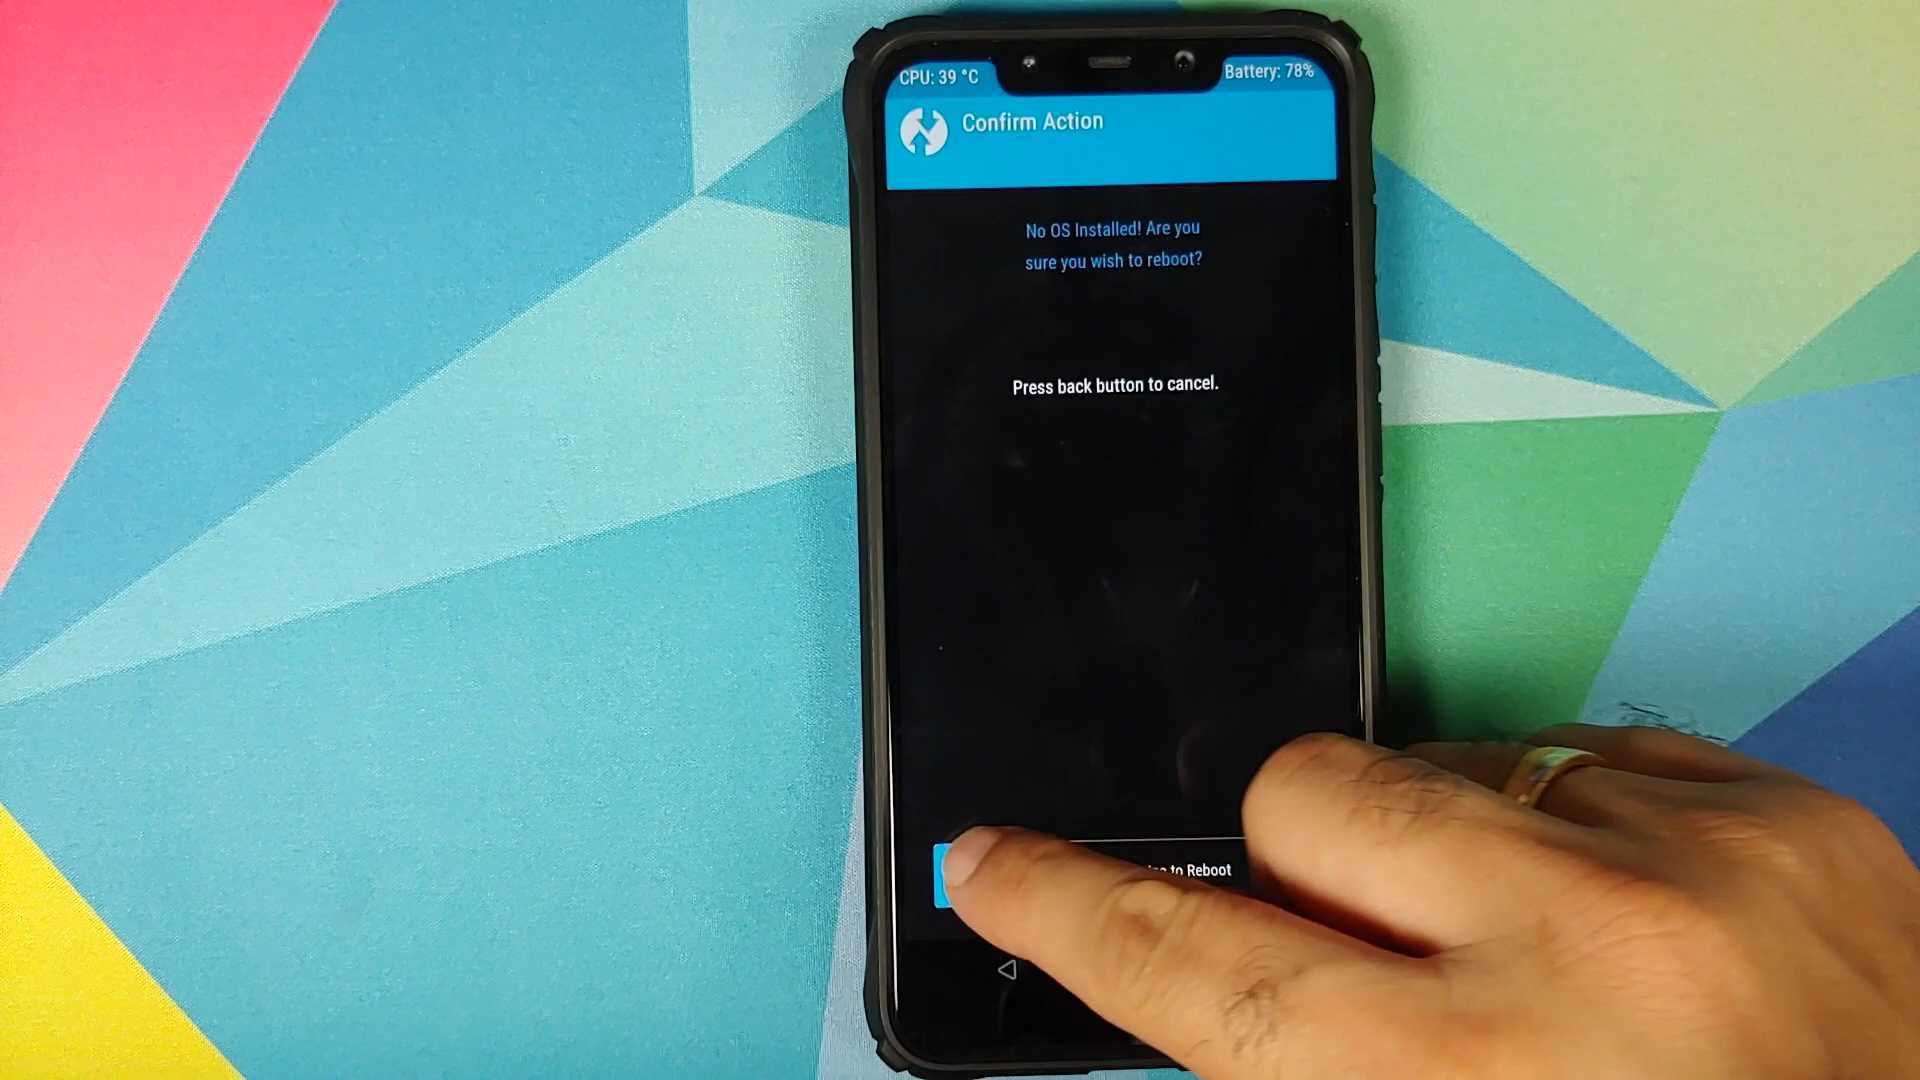 CPU: 39 °C
Battery: 78%
Confirm Action
No OS Installed! Are you
sure you wish to reboot?
Press back button to cancel.
to Reboot